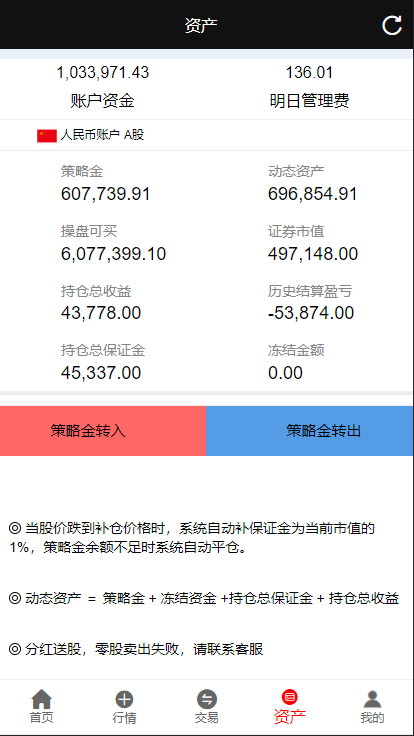 资产
1,033,971.43 136.01
账户资金 明日管理费
人民币账户 A股
策略金 动态资产
607,739.91 696,854.91
操盘可买 证券市值
6,077,399.10 497,148.00
持仓总收益 历史结算盈亏
43,778.00 -53,874.00
持仓总保证金 冻结金额
45,337.00 0.00
策略金转入 策略金转出
◎ 当股价跌到补仓价格时，系统自动补保证金为当前市值的
1%，策略金余额不足时系统自动平仓。
◎ 动态资产 ＝ 策略金 + 冻结资金 +持仓总保证金 + 持仓总收益
◎ 分红送股，零股卖出失败，请联系客服
首页 行情 交易 资产 我的